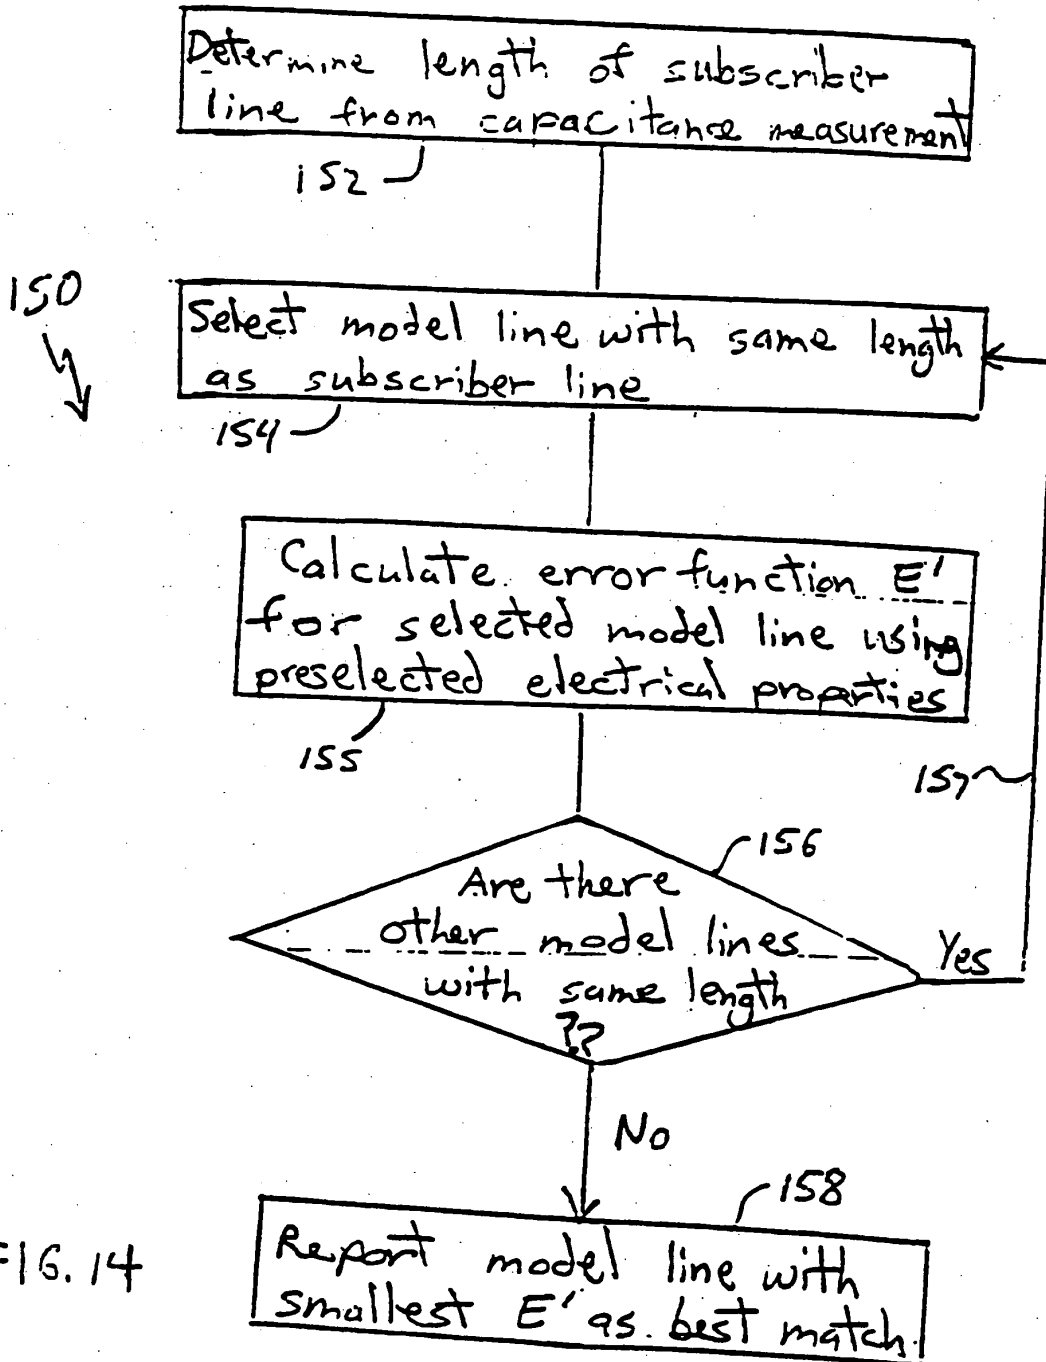 Determine length of subscriber
line from capacitance measurement
152
150
Select model line with same length
as subscriber line
154
Calculate error function E'
for selected model line using
preselected electrical properties
155
157
156
Are there
other model lines
with same length
??
Yes
No
158
Report model line with
smallest E' as best match.
FIG. 14